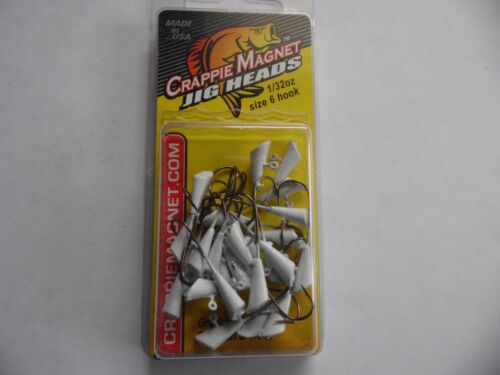 MADE
in
USA
™
CRAPPIE MAGNET
JIG HEADS
1/32oz
size 6 hook
CRAPPIEMAGNET.COM